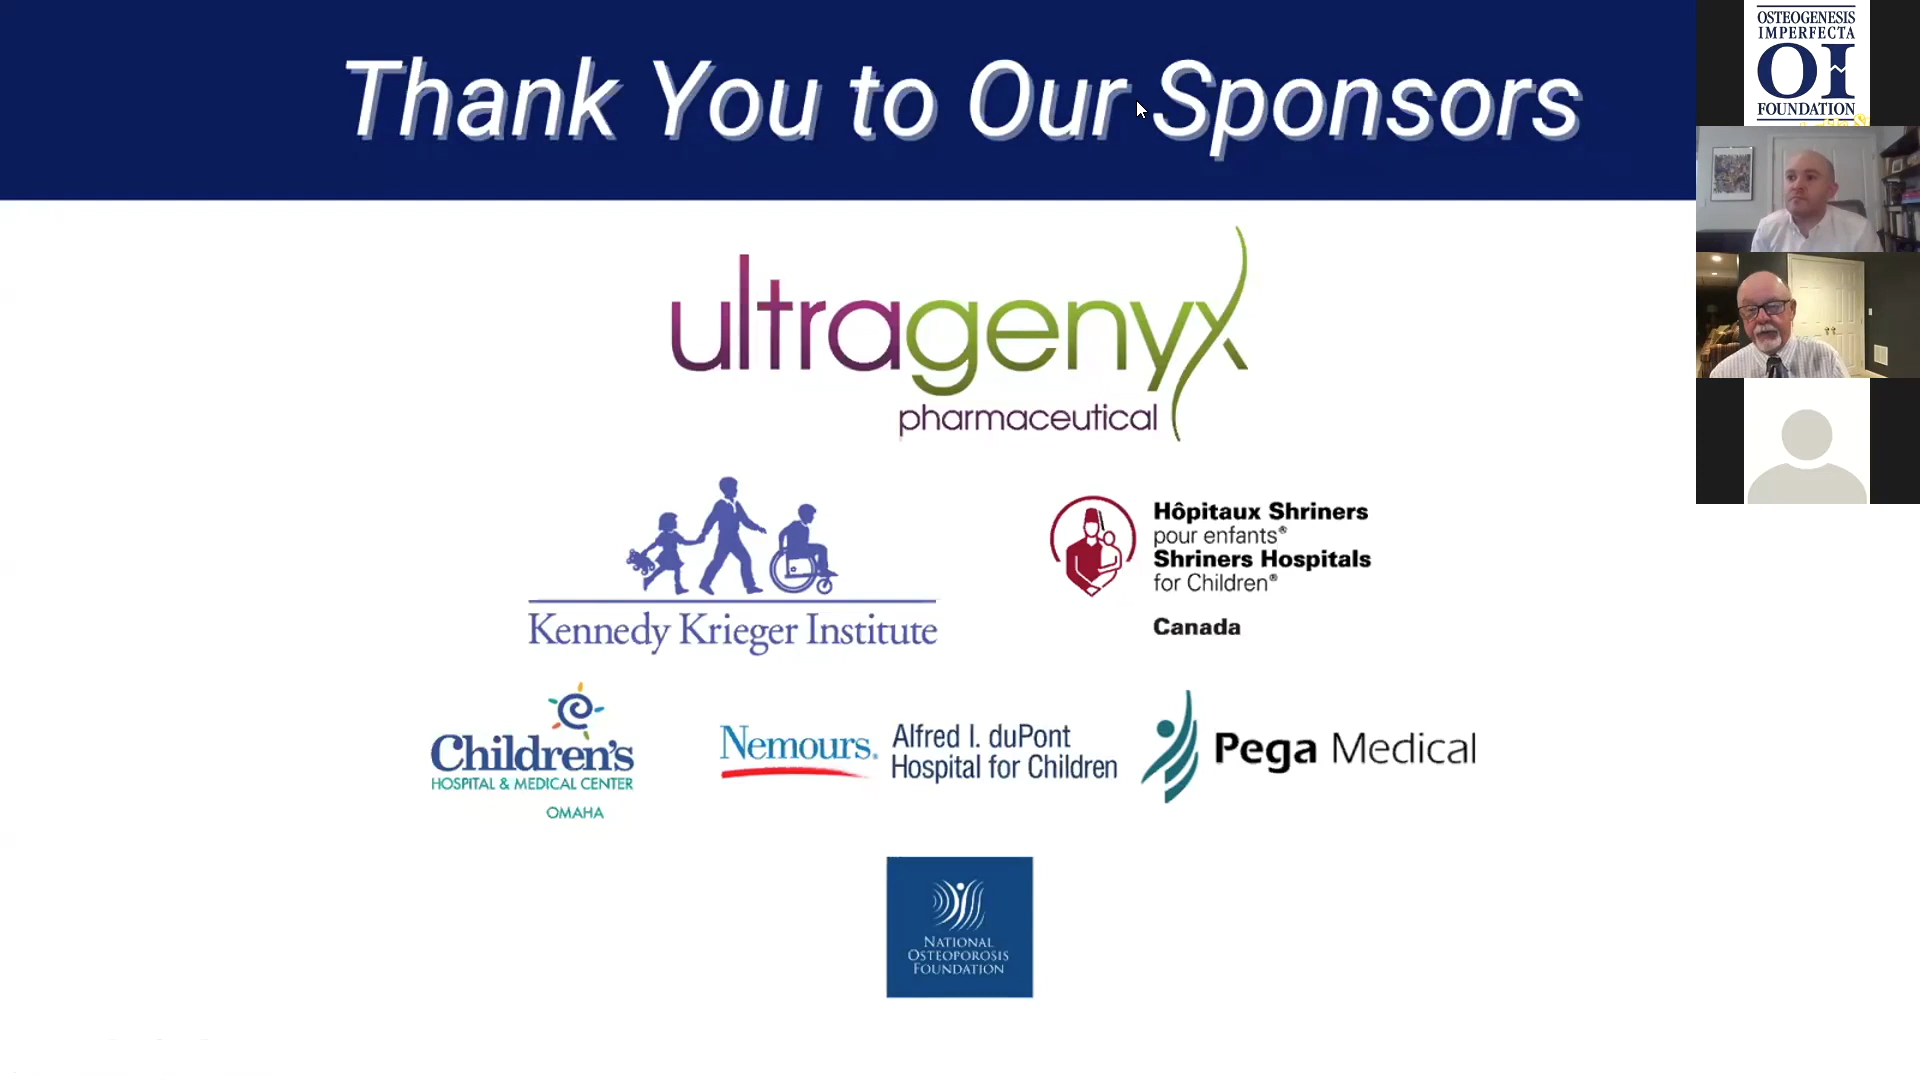 Thank You to Our Sponsors
OSTEOGENESIS
IMPERFECTA
OI
FOUNDATION
ultragenyx
pharmaceutical
Kennedy Krieger Institute
Hôpitaux Shriners
pour enfants®
Shriners Hospitals
for Children®
Canada
Children's
HOSPITAL & MEDICAL CENTER
OMAHA
Nemours.
Alfred I. duPont
Hospital for Children
Pega Medical
NATIONAL
OSTEOPOROSIS
FOUNDATION